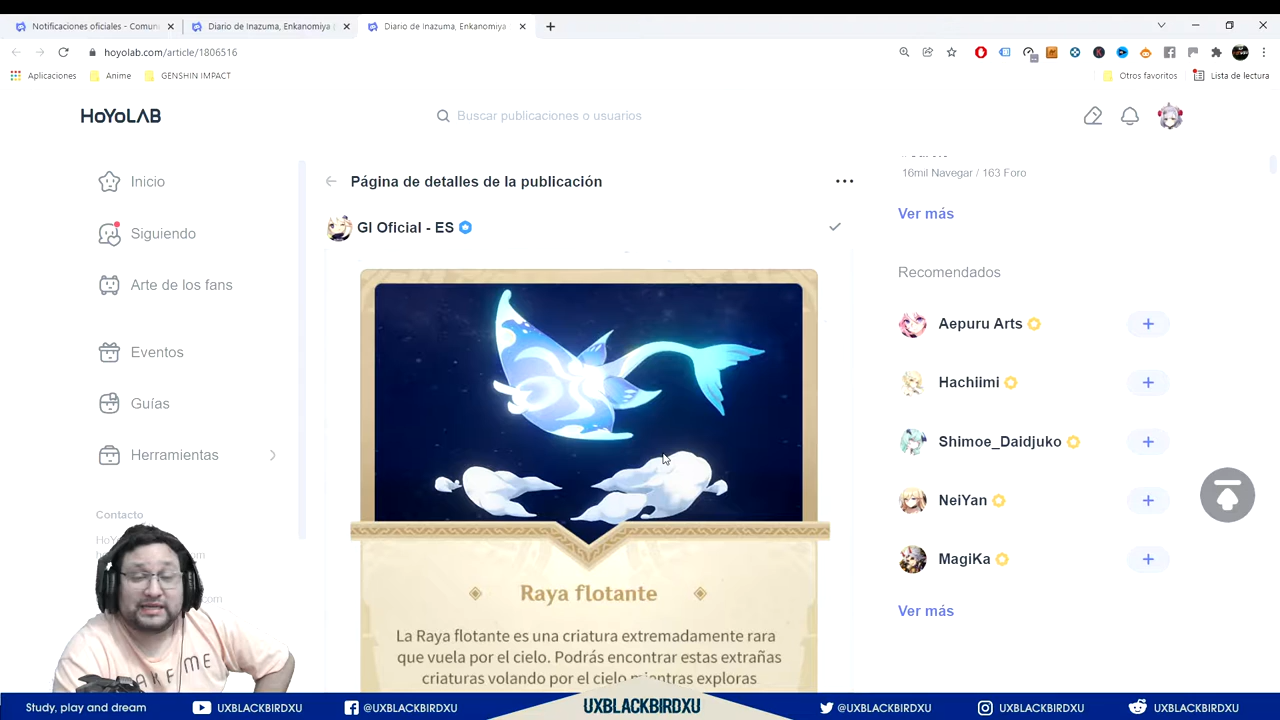 Notificaciones oficiales - Comun
Diario de Inazuma, Enkanomiya (
Diario de Inazuma, Enkanomiya
hoyolab.com/article/1806516
Aplicaciones
Anime
GENSHIN IMPACT
Otros favoritos
Lista de lectura
HoYoLAB
Buscar publicaciones o usuarios
Inicio
Siguiendo
Arte de los fans
Eventos
Guías
Herramientas
Contacto
Página de detalles de la publicación
GI Oficial - ES
Raya flotante
La Raya flotante es una criatura extremadamente rara
que vuela por el cielo. Podrás encontrar estas extrañas
criaturas volando por el cielo mientras exploras
16mil Navegar / 163 Foro
Ver más
Recomendados
Aepuru Arts
Hachiimi
Shimoe_Daidjuko
NeiYan
MagiKa
Ver más
Study, play and dream
UXBLACKBIRDXU
@UXBLACKBIRDXU
UXBLACKBIRDXU
@UXBLACKBIRDXU
UXBLACKBIRDXU
UXBLACKBIRDXU